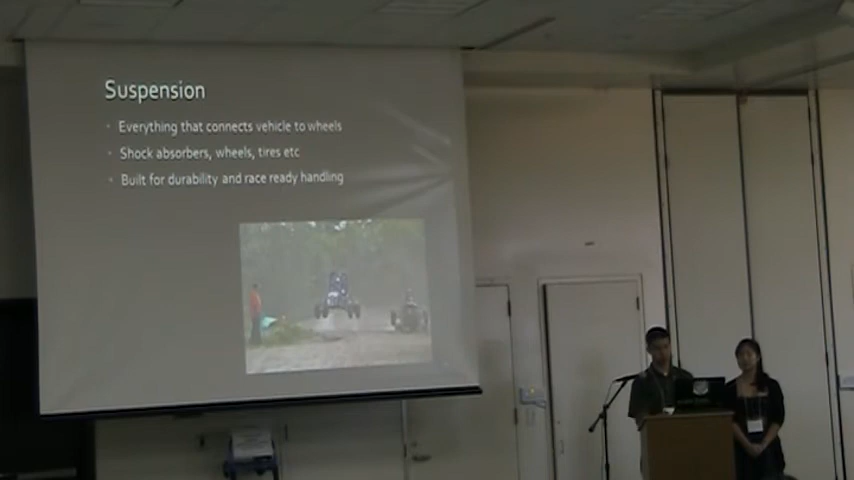 Suspension
Everything that connects vehicle to wheels
Shock absorbers, wheels, tires etc
Built for durability and race ready handling